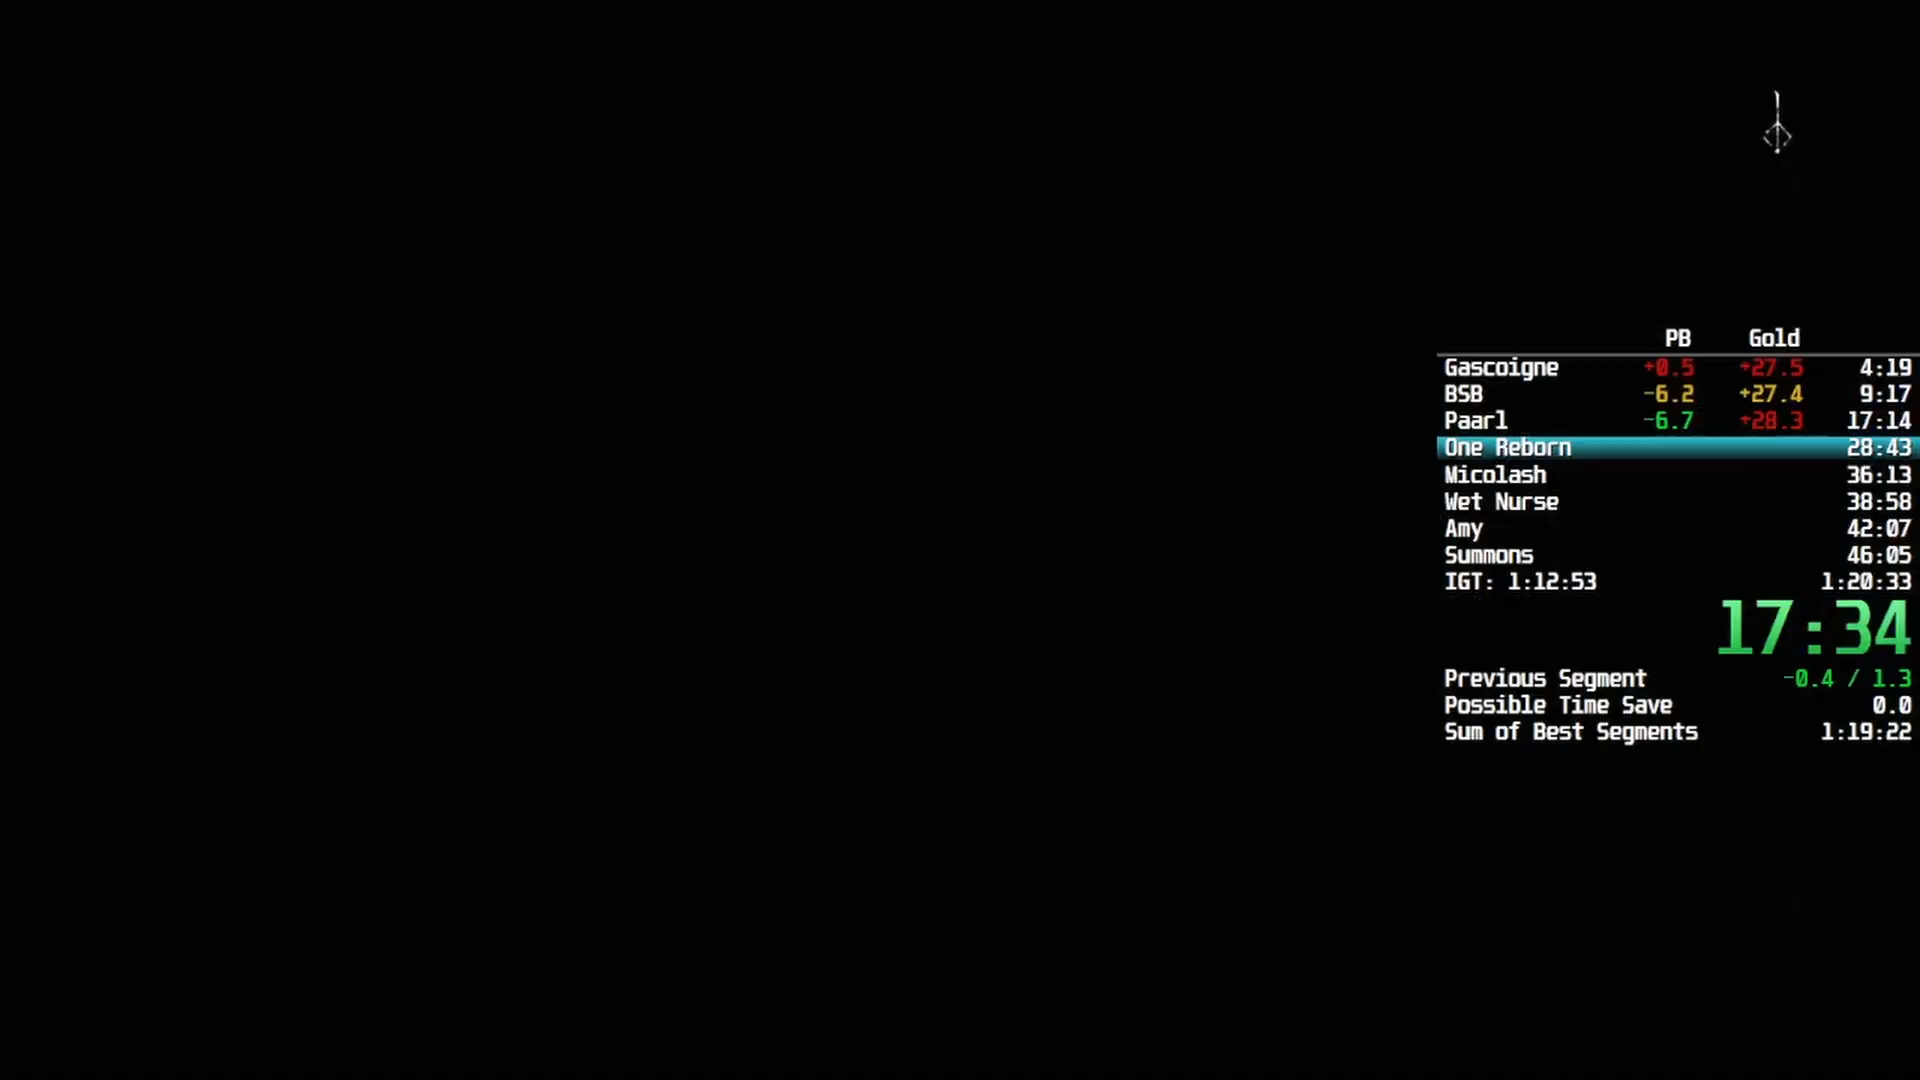 PB Gold
Gascoigne +0.5 +27.5 4:19
BSB -6.2 +27.4 9:17
Paarl -6.7 +28.3 17:14
One Reborn 28:43
Micolash 36:13
Wet Nurse 38:58
Amy 42:07
Summons 46:05
IGT: 1:12:53 1:20:33
17:34
Previous Segment -0.4 / 1.3
Possible Time Save 0.0
Sum of Best Segments 1:19:22